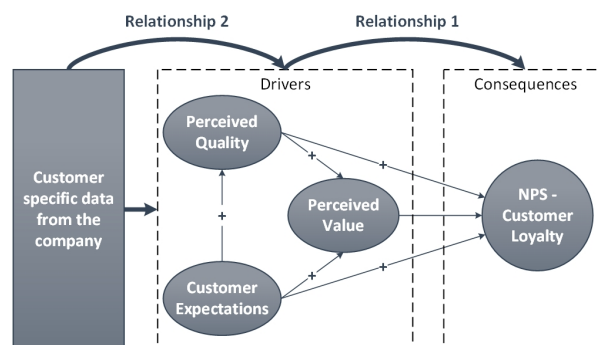 Relationship 2
Relationship 1
Drivers
Consequences
Perceived
Quality
+
+
Customer
specific data
from the
company
Perceived
Value
NPS -
Customer
Loyalty
+
+
+
Customer
Expectations